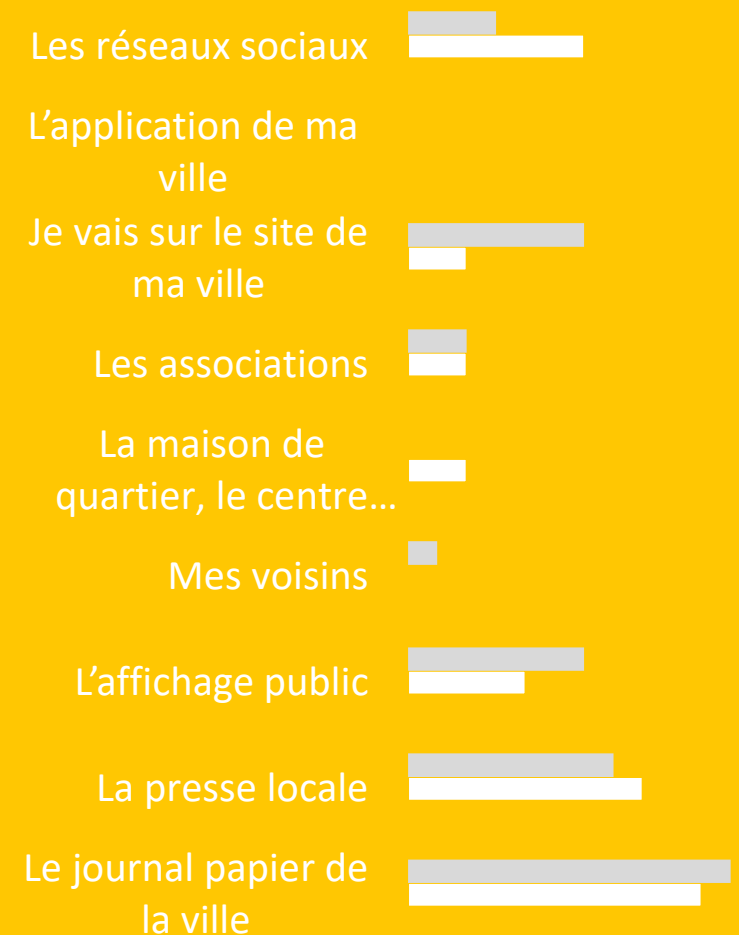 Les réseaux sociaux
L’application de ma
ville
Je vais sur le site de
ma ville
Les associations
La maison de
quartier, le centre…
Mes voisins
L’affichage public
La presse locale
Le journal papier de
la ville